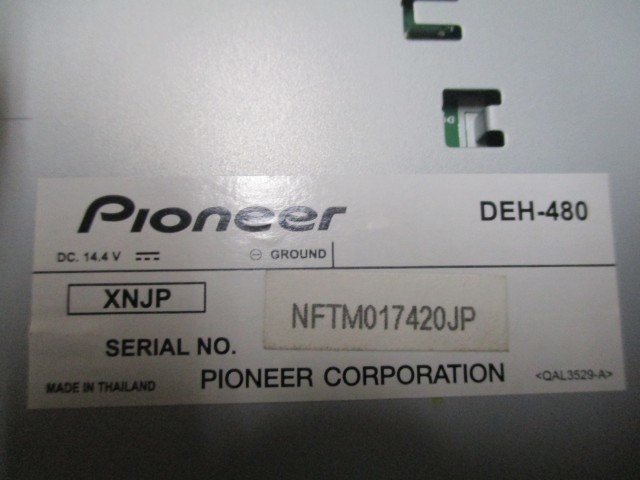 Pioneer DEH-480
DC. 14.4 V ⎓ ⊖ GROUND
XNJP
NFTM017420JP
SERIAL NO.
MADE IN THAILAND PIONEER CORPORATION <QAL3529-A>